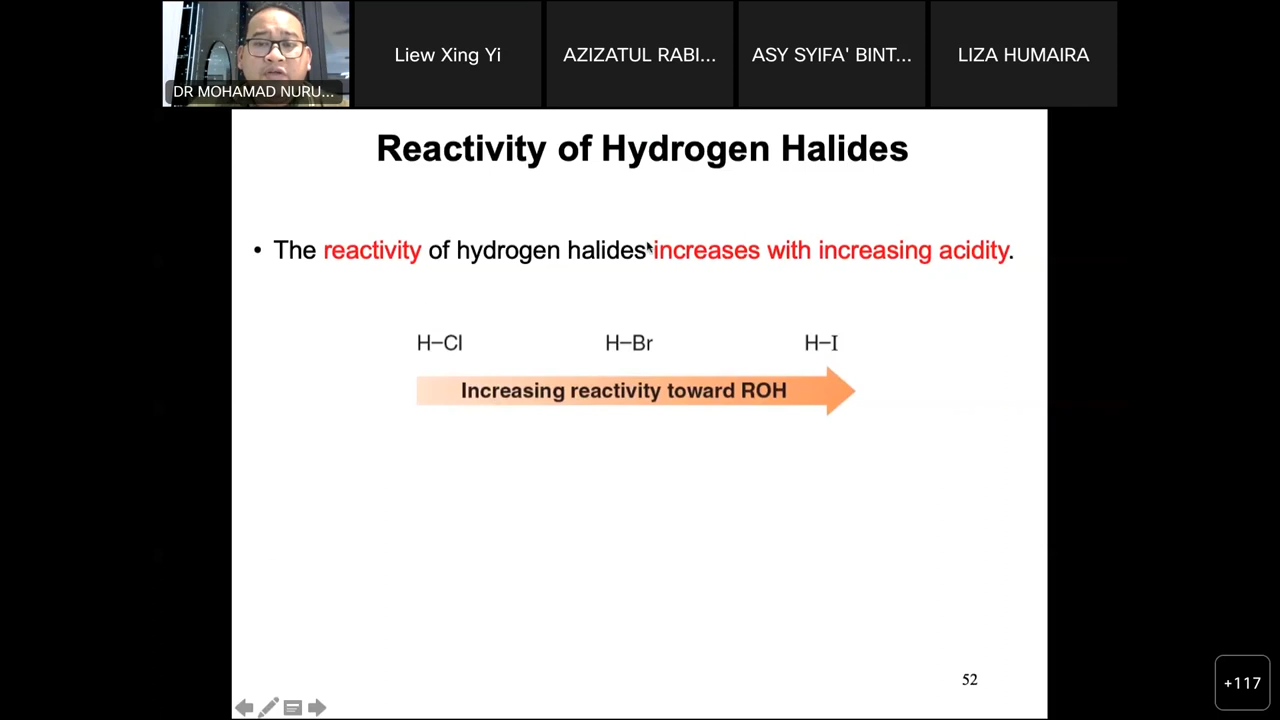 DR MOHAMAD NURU...
Liew Xing Yi
AZIZATUL RABI...
ASY SYIFA' BINT...
LIZA HUMAIRA
Reactivity of Hydrogen Halides
• The reactivity of hydrogen halides increases with increasing acidity.
H–Cl H–Br H–I
Increasing reactivity toward ROH
52
+117